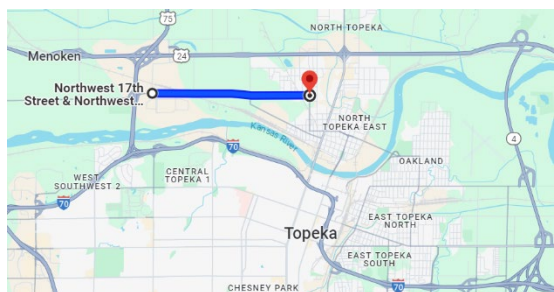 75
NORTH TOPEKA
Menoken
24
Northwest 17th
Street & Northwest...
NORTH
TOPEKA EAST
Kansas River
4
70
OAKLAND
WEST
SOUTHWEST 2
CENTRAL
TOPEKA 1
70
70
EAST TOPEKA
NORTH
Topeka
EAST TOPEKA
SOUTH
CHESNEY PARK